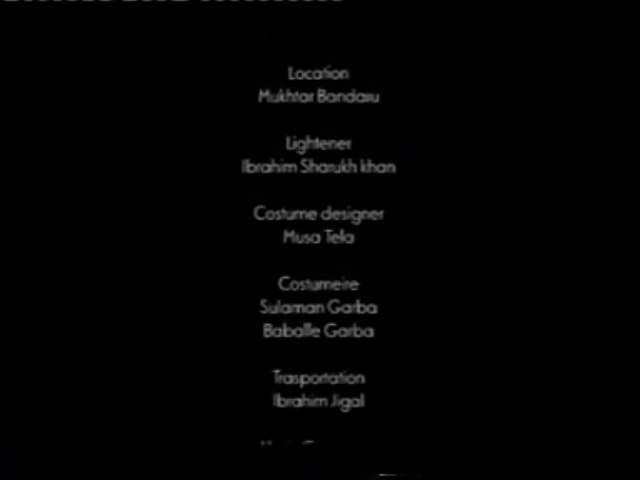 Location
Mukhtar Bandaru
Lightener
Ibrahim Sharukh khan
Costume designer
Musa Tela
Costumeire
Sulaman Garba
Baballe Garba
Trasportation
Ibrahim Jigal